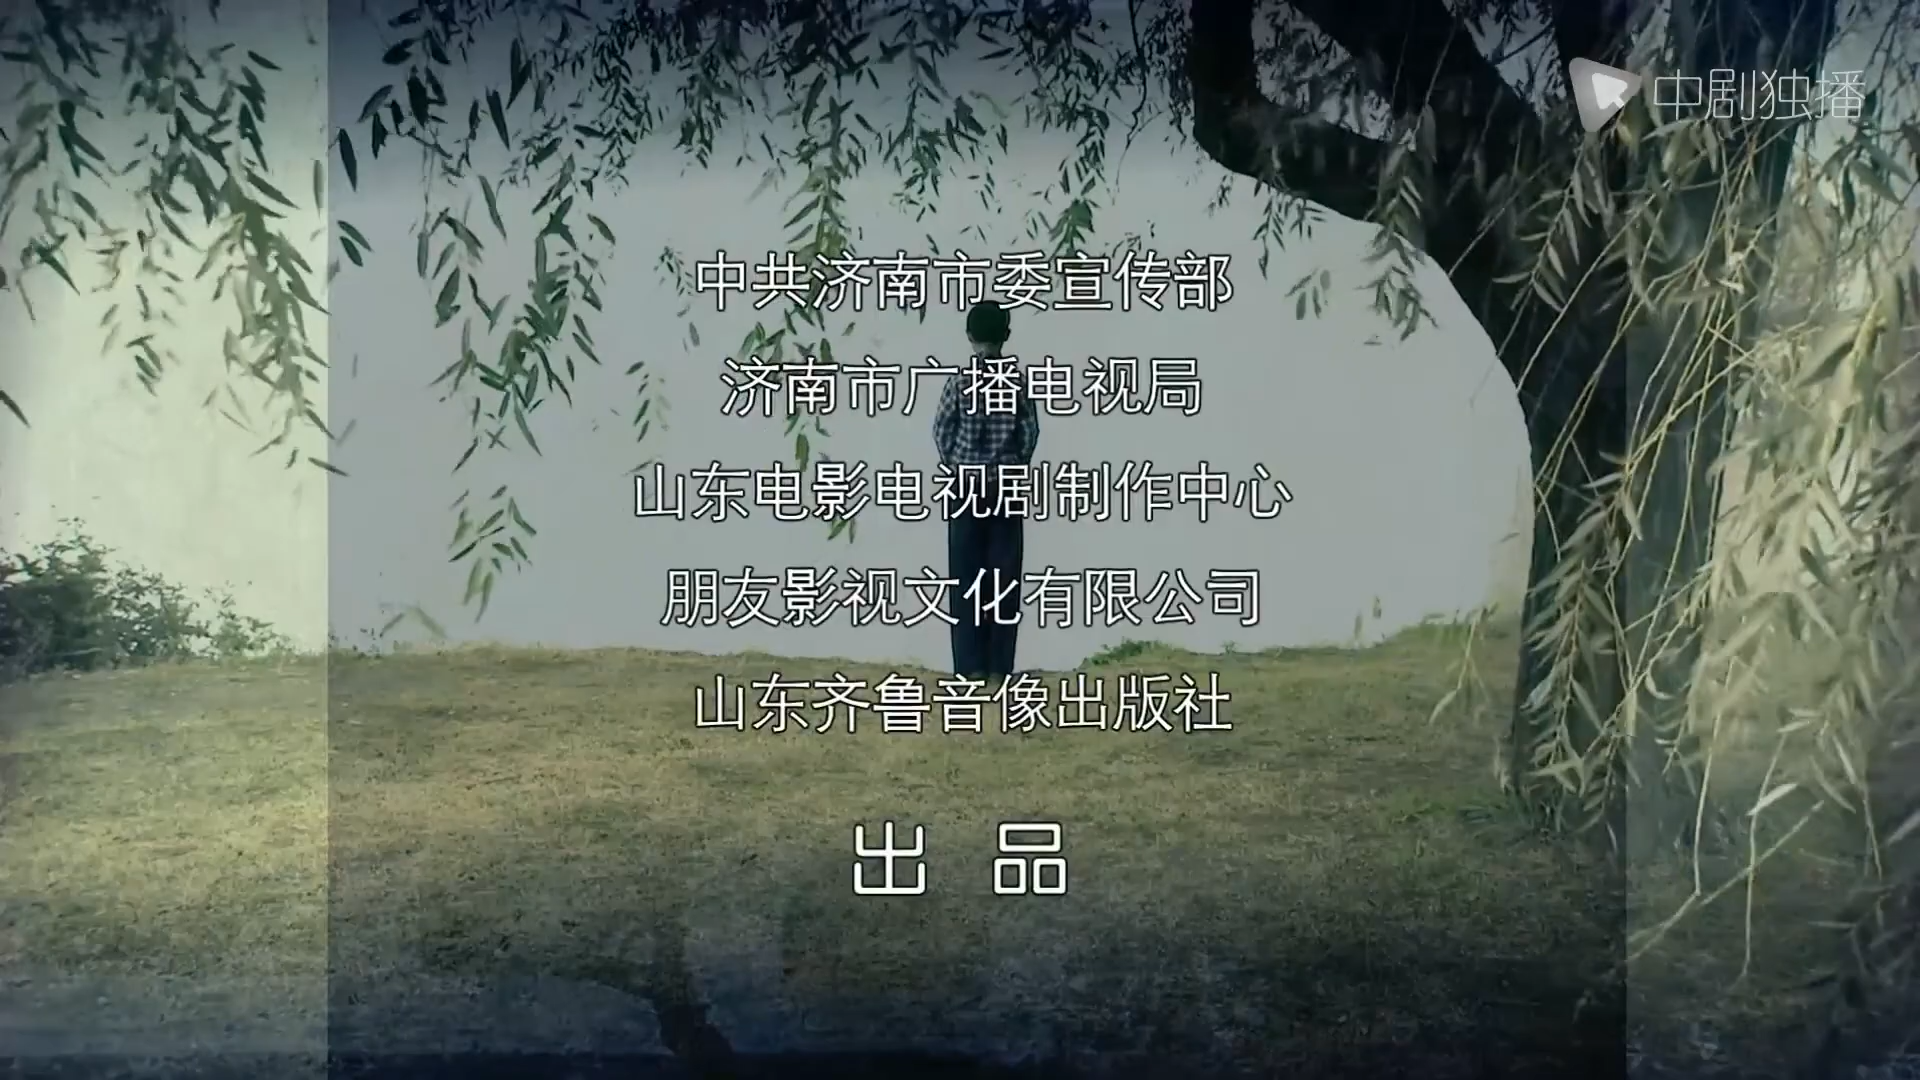 中剧独播
中共济南市委宣传部
济南市广播电视局
山东电影电视剧制作中心
朋友影视文化有限公司
山东齐鲁音像出版社
出 品